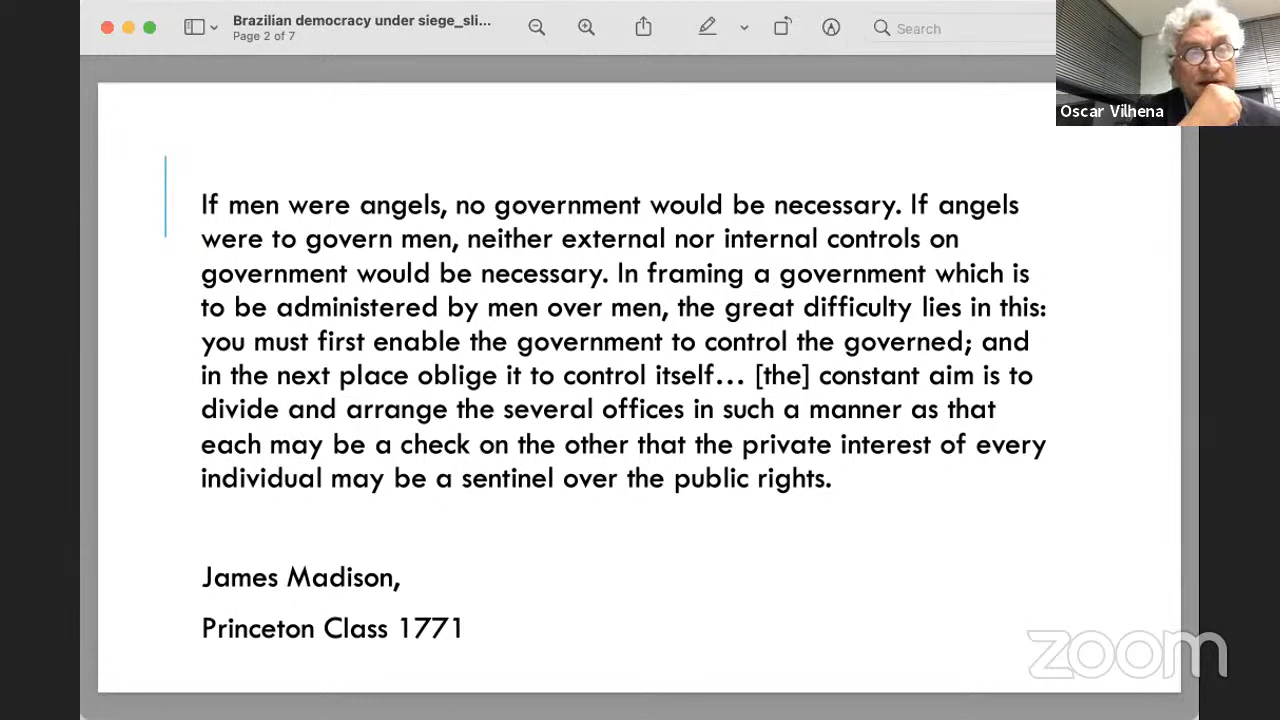 Brazilian democracy under siege_sli...
Page 2 of 7
Search
Oscar Vilhena
If men were angels, no government would be necessary. If angels
were to govern men, neither external nor internal controls on
government would be necessary. In framing a government which is
to be administered by men over men, the great difficulty lies in this:
you must first enable the government to control the governed; and
in the next place oblige it to control itself… [the] constant aim is to
divide and arrange the several offices in such a manner as that
each may be a check on the other that the private interest of every
individual may be a sentinel over the public rights.
James Madison,
Princeton Class 1771
zoom